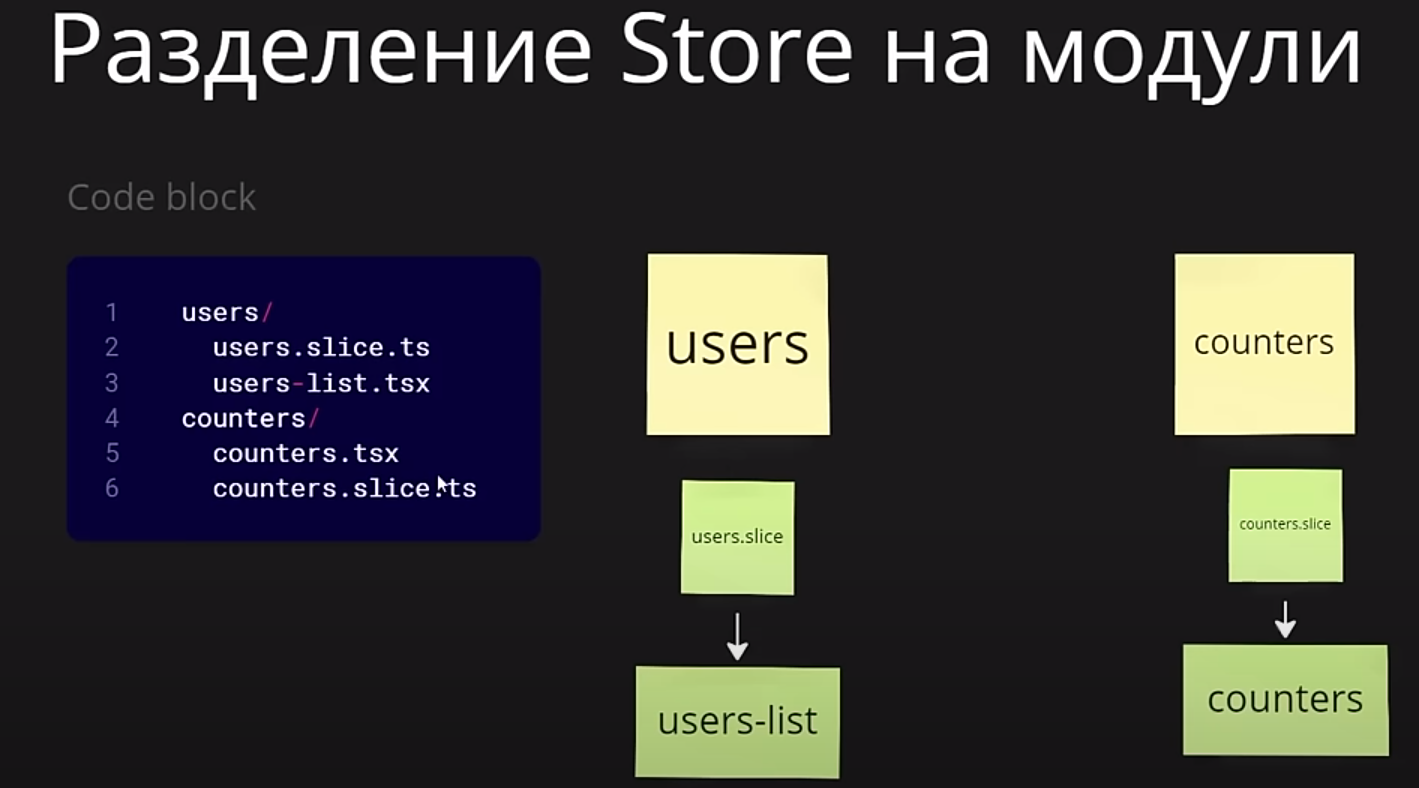 Разделение Store на модули
Code block
1 users/
2 users.slice.ts
3 users-list.tsx
4 counters/
5 counters.tsx
6 counters.slice.ts
users
counters
users.slice
counters.slice
users-list
counters